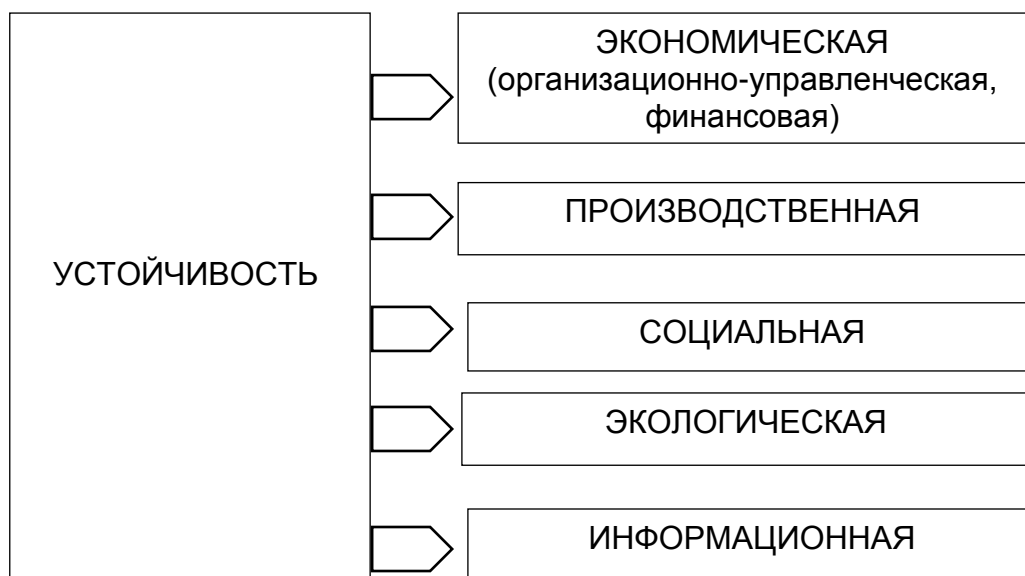 ЭКОНОМИЧЕСКАЯ
(организационно-управленческая,
финансовая)
ПРОИЗВОДСТВЕННАЯ
УСТОЙЧИВОСТЬ
СОЦИАЛЬНАЯ
ЭКОЛОГИЧЕСКАЯ
ИНФОРМАЦИОННАЯ